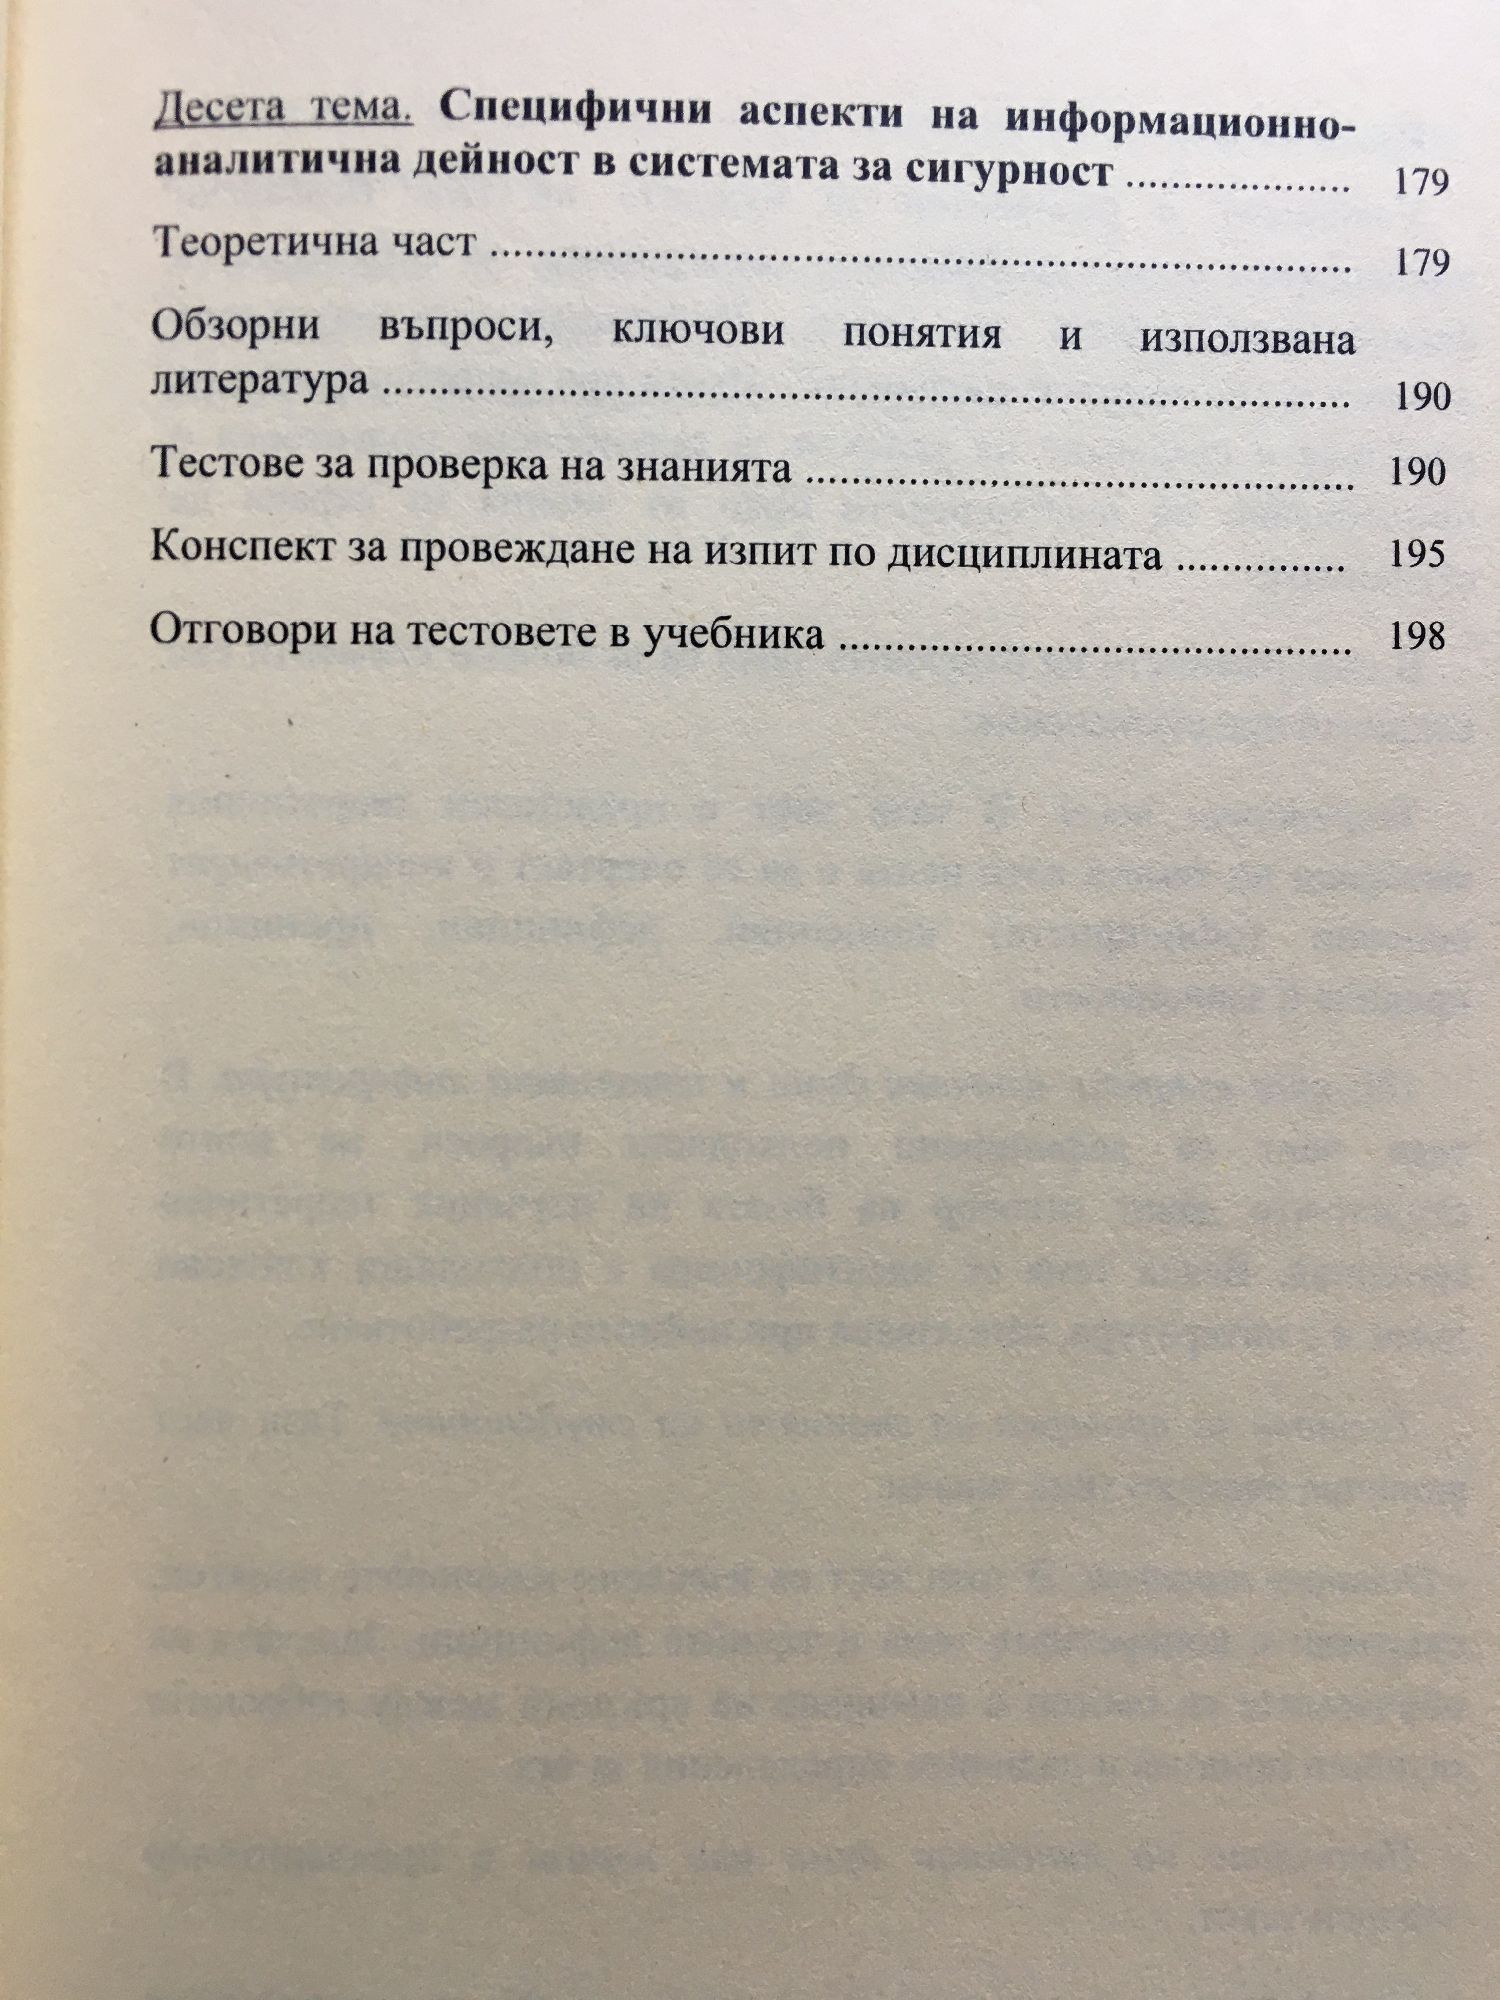 Десета тема. Специфични аспекти на информационно-
аналитична дейност в системата за сигурност .................... 179
Теоретична част ........................................................................... 179
Обзорни въпроси, ключови понятия и използвана
литература .................................................................................... 190
Тестове за проверка на знанията ............................................... 190
Конспект за провеждане на изпит по дисциплината ............... 195
Отговори на тестовете в учебника ............................................ 198